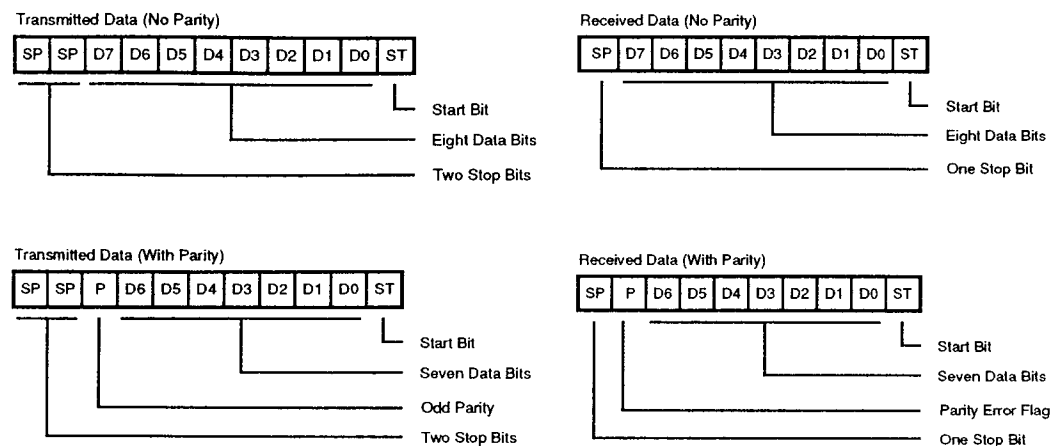 Transmitted Data (No Parity)
SP SP D7 D6 D5 D4 D3 D2 D1 D0 ST
Start Bit
Eight Data Bits
Two Stop Bits
Received Data (No Parity)
SP D7 D6 D5 D4 D3 D2 D1 D0 ST
Start Bit
Eight Data Bits
One Stop Bit
Transmitted Data (With Parity)
SP SP P D6 D5 D4 D3 D2 D1 D0 ST
Start Bit
Seven Data Bits
Odd Parity
Two Stop Bits
Received Data (With Parity)
SP P D6 D5 D4 D3 D2 D1 D0 ST
Start Bit
Seven Data Bits
Parity Error Flag
One Stop Bit